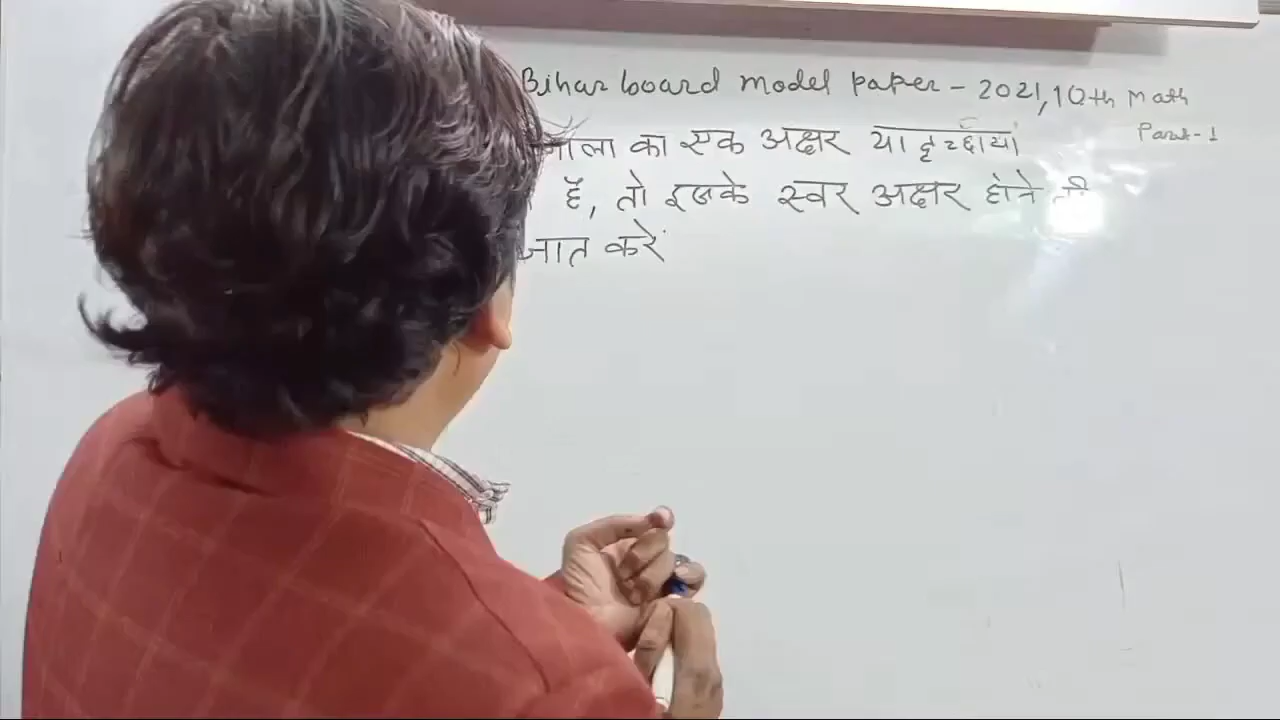 Bihar board Model paper - 2021, 10th Math
Part-1
माला का एक अक्षर यादृच्छया
है, तो इसके स्वर अक्षर होने की
ज्ञात करें